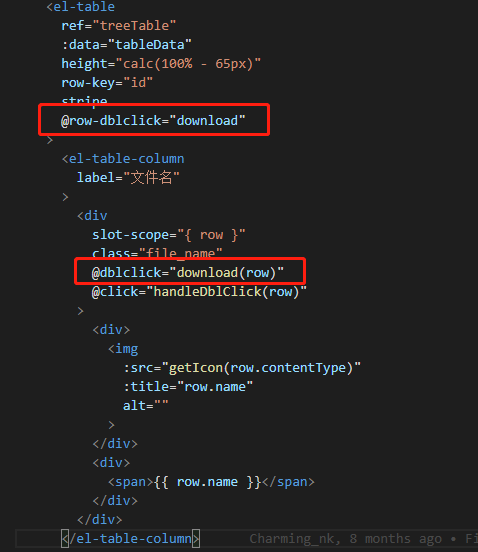 <el-table
ref="treeTable"
:data="tableData"
height="calc(100% - 65px)"
row-key="id"
stripe
@row-dblclick="download"
>
<el-table-column
label="文件名"
>
<div
slot-scope="{ row }"
class="file_name"
@dblclick="download(row)"
@click="handleDblClick(row)"
>
<div>
<img
:src="getIcon(row.contentType)"
:title="row.name"
alt=""
>
</div>
<div>
<span>{{ row.name }}</span>
</div>
</div>
</el-table-column> Charming_nk, 8 months ago • Fi